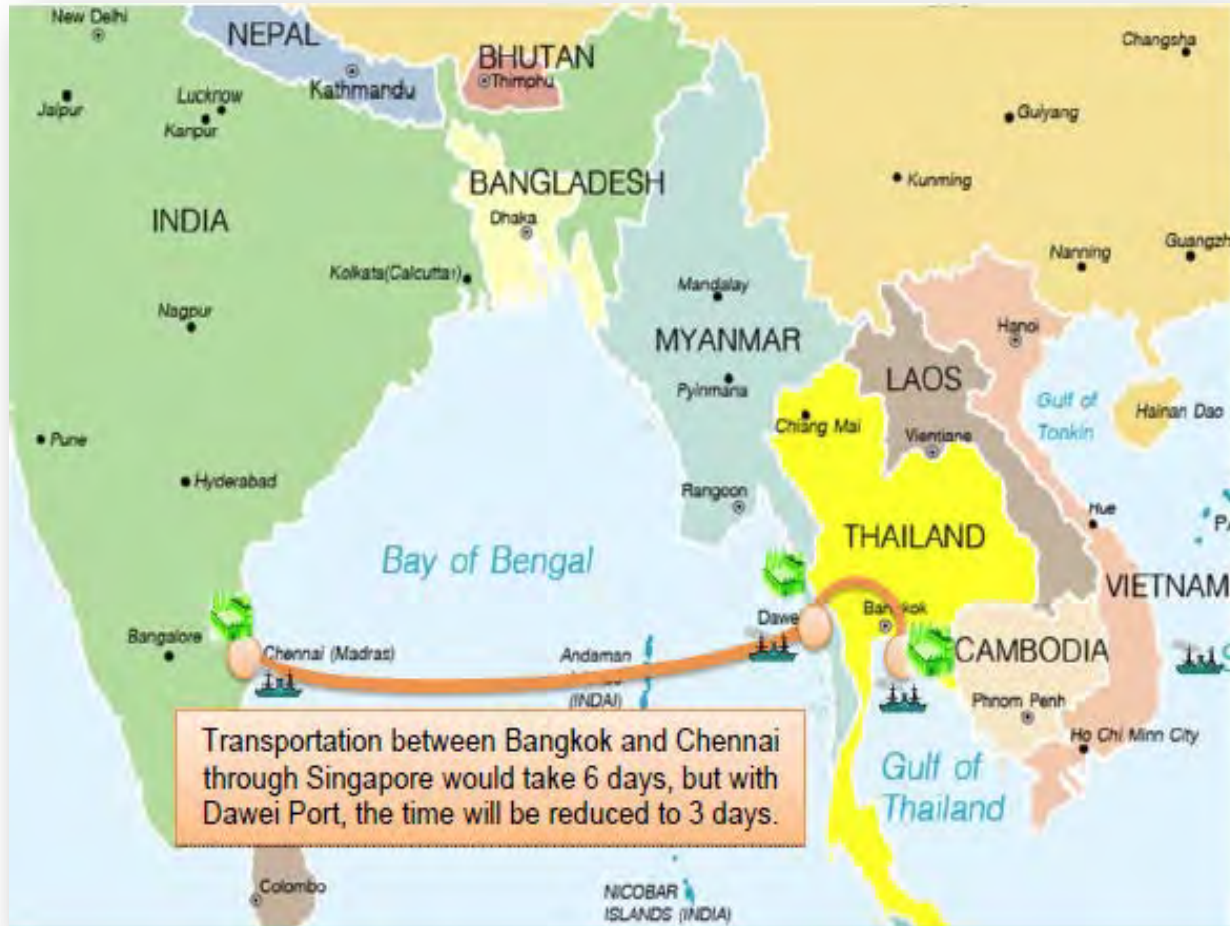 New Delhi
NEPAL
BHUTAN
Changsha
Kathmandu
Thimphu
Jaipur
Lucknow
Kanpur
Guiyang
BANGLADESH
Kunming
INDIA
Dhaka
Nanning
Guangzh
Kolkata(Calcutta
Mandalay
Nagpur
MYANMAR
Hanoi
Pyinmana
LAOS
Gulf of
Tonkin
Hainan Dao
Chiang Mai
Vientiane
Pune
Hyderabad
Rangoon
Hue
PA
THAILAND
Bay of Bengal
VIETNAM
Dawe
Bangkok
Bangalore
Chennai (Madras)
Andaman
(INDAI)
CAMBODIA
Phnom Penh
Ho Chi Minn City
Transportation between Bangkok and Chennai
through Singapore would take 6 days, but with
Dawei Port, the time will be reduced to 3 days.
Gulf of
Thailand
Colombo
NICOBAR
ISLANDS (INDIA)